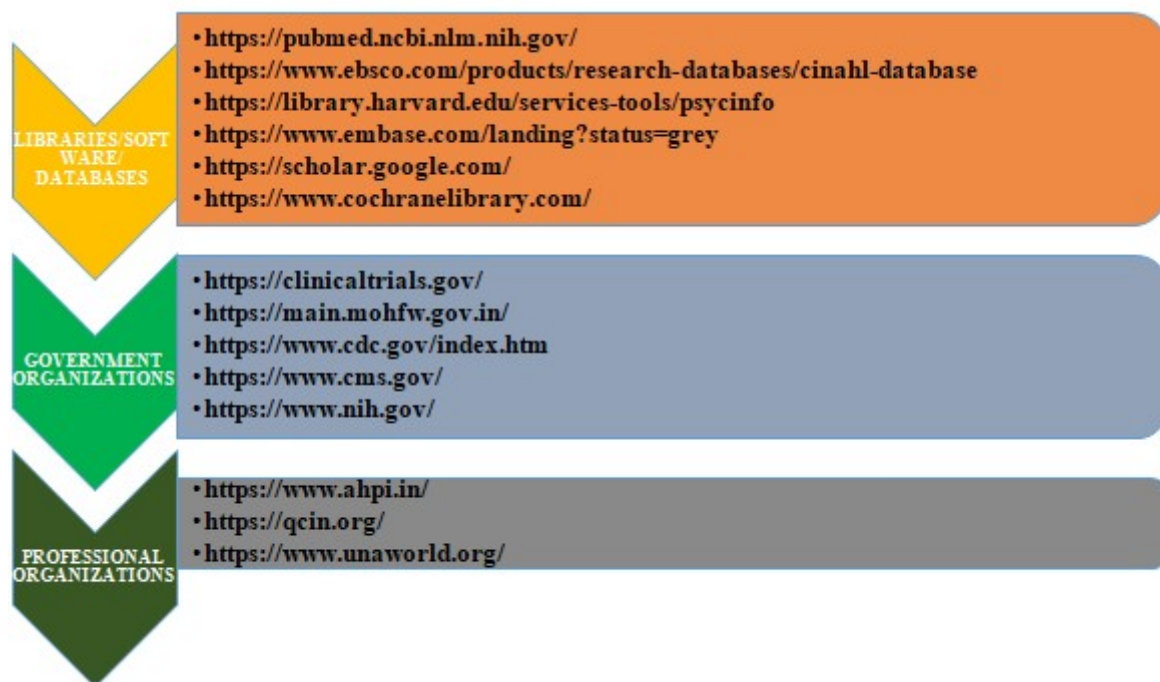 LIBRARIES/SOFT
WARE/
DATABASES
•https://pubmed.ncbi.nlm.nih.gov/
•https://www.ebsco.com/products/research-databases/cinahl-database
•https://library.harvard.edu/services-tools/psycinfo
•https://www.embase.com/landing?status=grey
•https://scholar.google.com/
•https://www.cochranelibrary.com/
GOVERNMENT
ORGANIZATIONS
•https://clinicaltrials.gov/
•https://main.mohfw.gov.in/
•https://www.cdc.gov/index.htm
•https://www.cms.gov/
•https://www.nih.gov/
PROFESSIONAL
ORGANIZATIONS
•https://www.ahpi.in/
•https://qcin.org/
•https://www.unaworld.org/